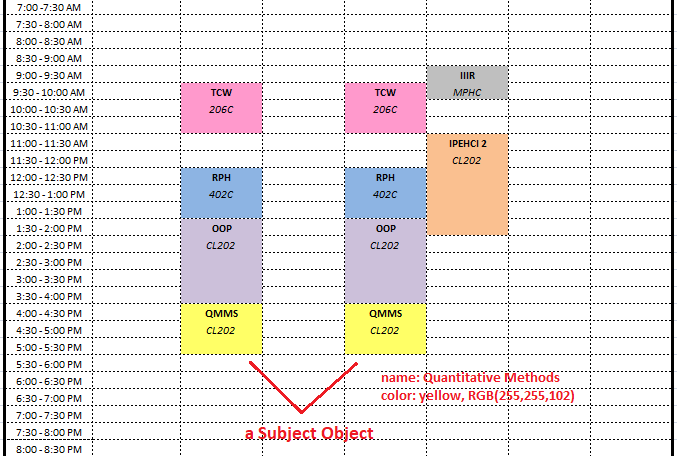 7:00 -7:30 AM
7:30 - 8:00 AM
8:00 - 8:30 AM
8:30 - 9:00 AM
9:00 - 9:30 AM IIIR
9:30 - 10:00 AM TCW TCW MPHC
10:00 - 10:30 AM 206C 206C
10:30 - 11:00 AM
11:00 - 11:30 AM IPEHCI 2
11:30 - 12:00 PM CL202
12:00 - 12:30 PM RPH RPH
12:30 - 1:00 PM 402C 402C
1:00 - 1:30 PM
1:30 - 2:00 PM OOP OOP
2:00 - 2:30 PM CL202 CL202
2:30 - 3:00 PM
3:00 - 3:30 PM
3:30 - 4:00 PM
4:00 - 4:30 PM QMMS QMMS
4:30 - 5:00 PM CL202 CL202
5:00 - 5:30 PM
5:30 - 6:00 PM
6:00 - 6:30 PM name: Quantitative Methods
6:30 - 7:00 PM color: yellow, RGB(255,255,102)
7:00 - 7:30 PM
7:30 - 8:00 PM a Subject Object
8:00 - 8:30 PM